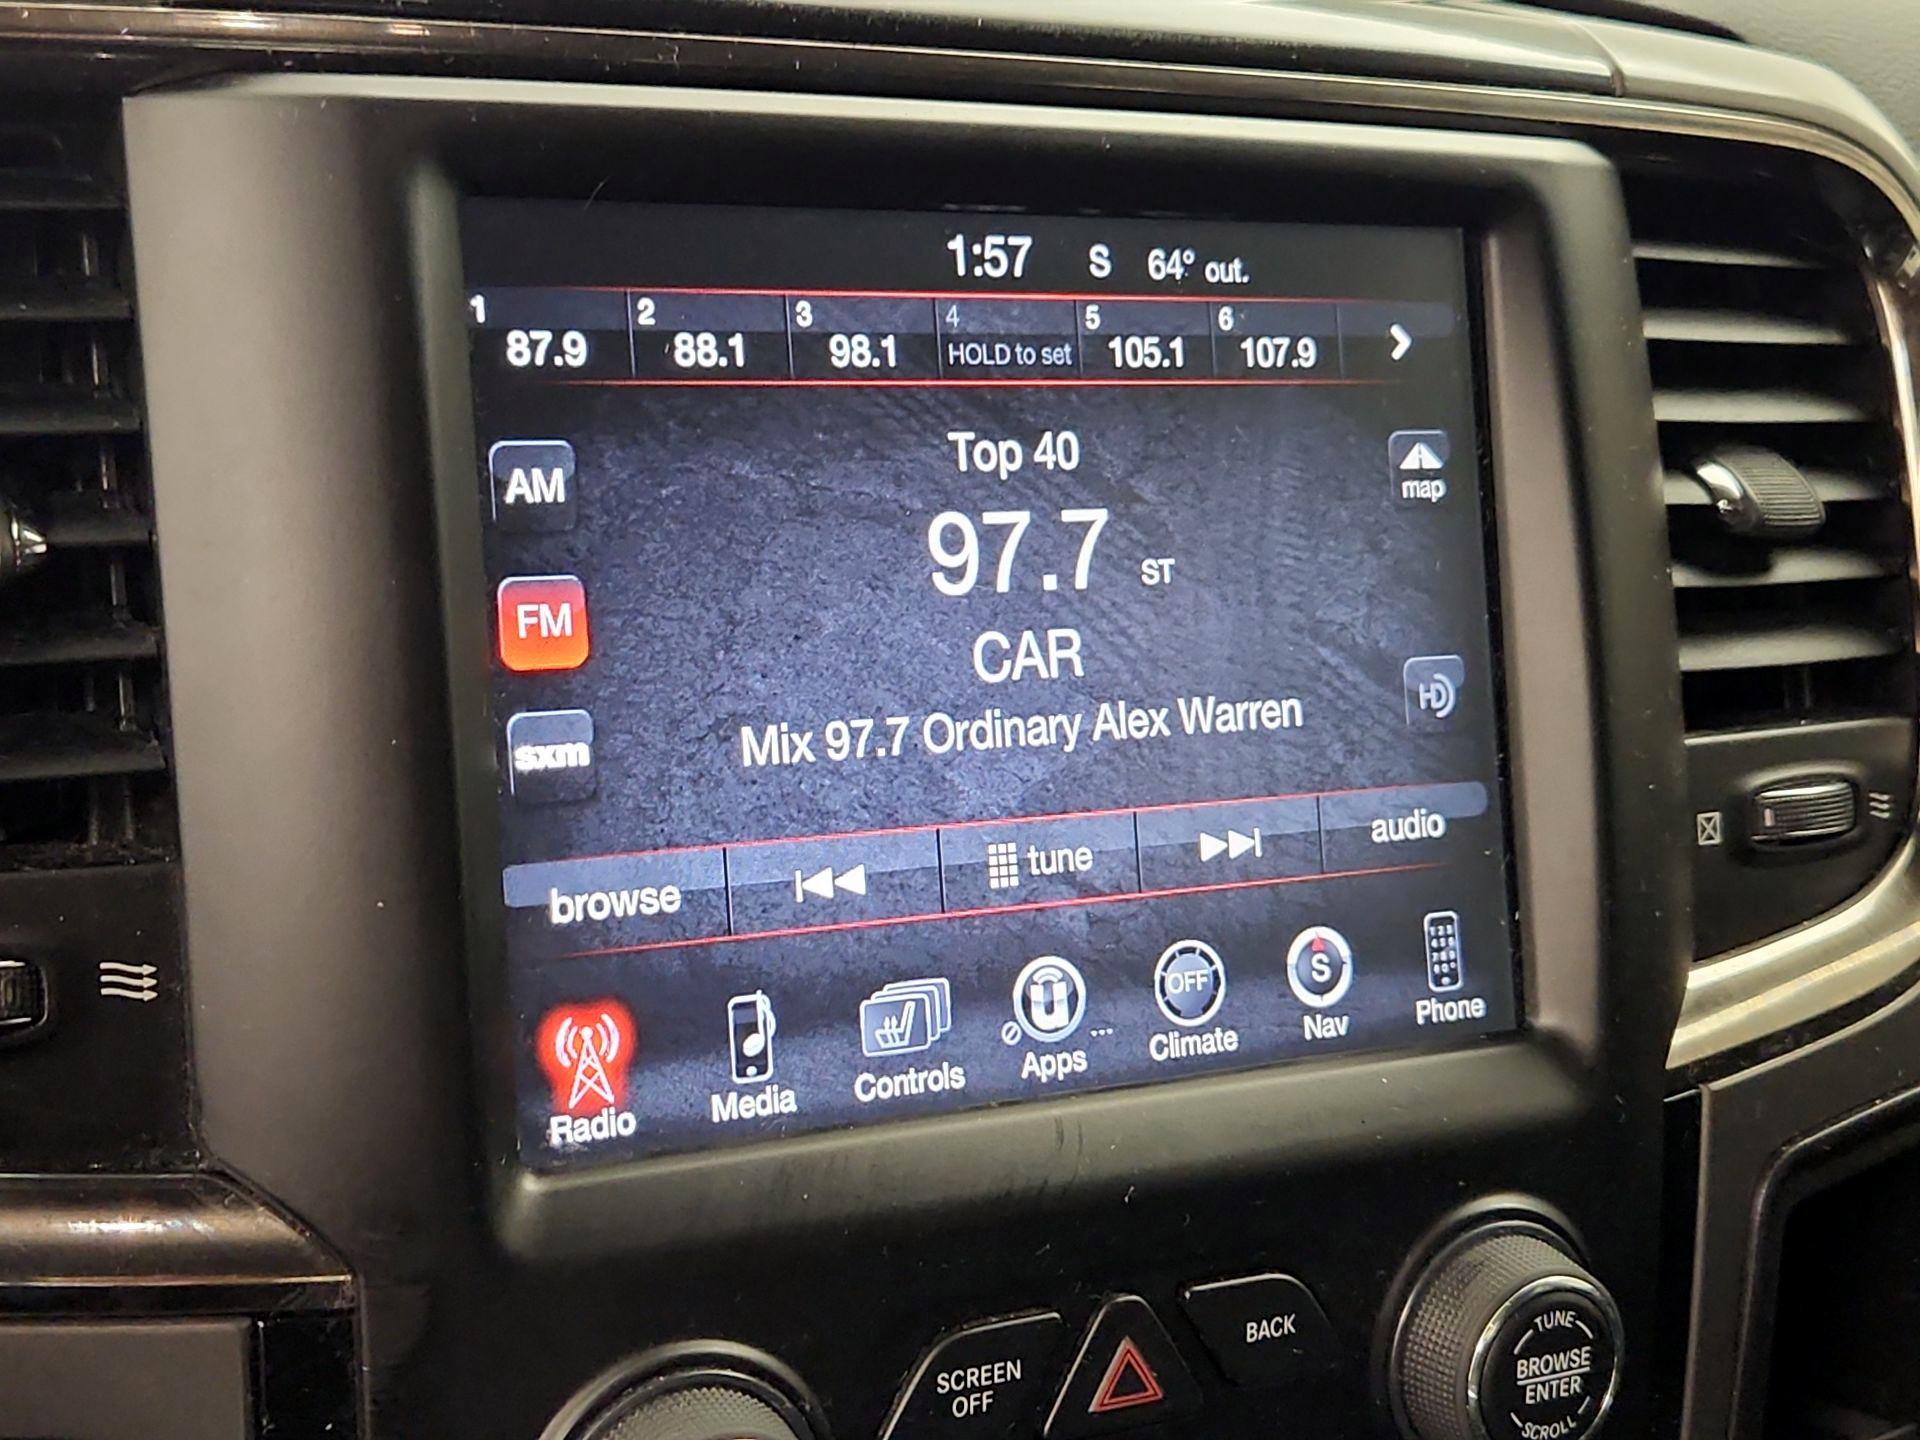 1:57 S 64° out.
1 2 3 4 5 6
87.9 88.1 98.1 HOLD to set 105.1 107.9
Top 40
AM
map
97.7 ST
FM
CAR
HD
Mix 97.7 Ordinary Alex Warren
sxm
browse tune audio
OFF S
Radio Media Controls Apps ... Climate Nav Phone
SCREEN
OFF
BACK
TUNE
BROWSE
ENTER
SCROLL